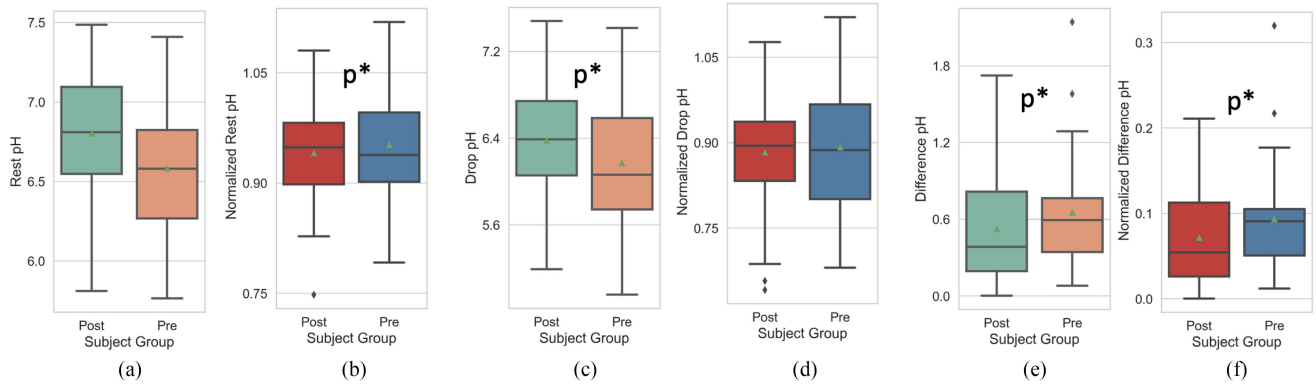 7.5
7.0
6.5
6.0
Rest pH
Post
Pre
Subject Group
(a)
1.05
0.90
0.75
Normalized Rest pH
p*
Post
Pre
Subject Group
(b)
7.2
6.4
5.6
Drop pH
p*
Post
Pre
Subject Group
(c)
1.05
0.90
0.75
Normalized Drop pH
Post
Pre
Subject Group
(d)
1.8
1.2
0.6
0.0
Difference pH
p*
Post
Pre
Subject Group
(e)
0.3
0.2
0.1
0.0
Normalized Difference pH
p*
Post
Pre
Subject Group
(f)